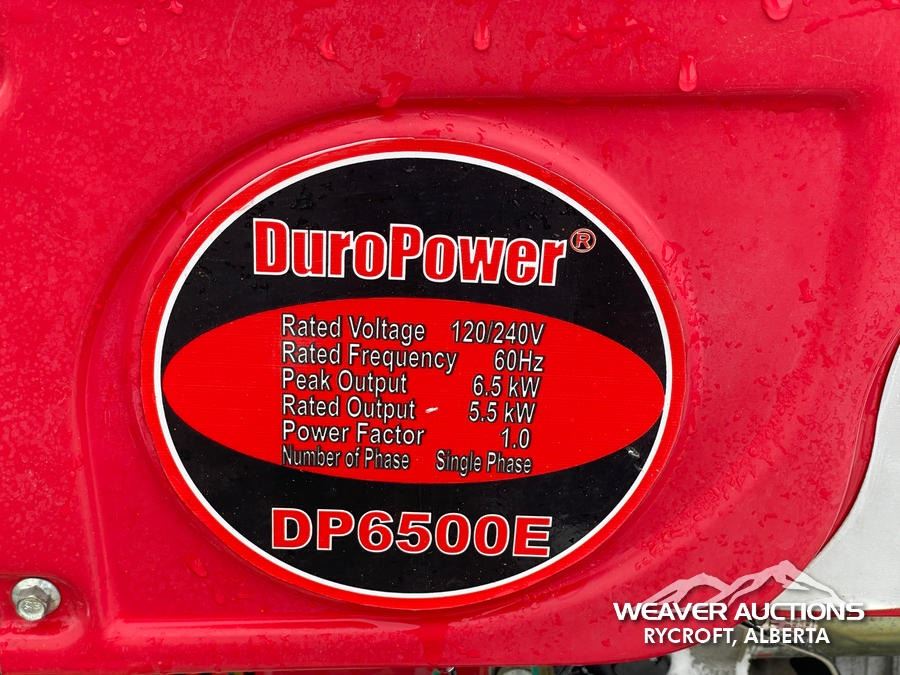 DuroPower®
Rated Voltage 120/240V
Rated Frequency 60Hz
Peak Output 6.5 kW
Rated Output 5.5 kW
Power Factor 1.0
Number of Phase Single Phase
DP6500E
WEAVER AUCTIONS
RYCROFT, ALBERTA